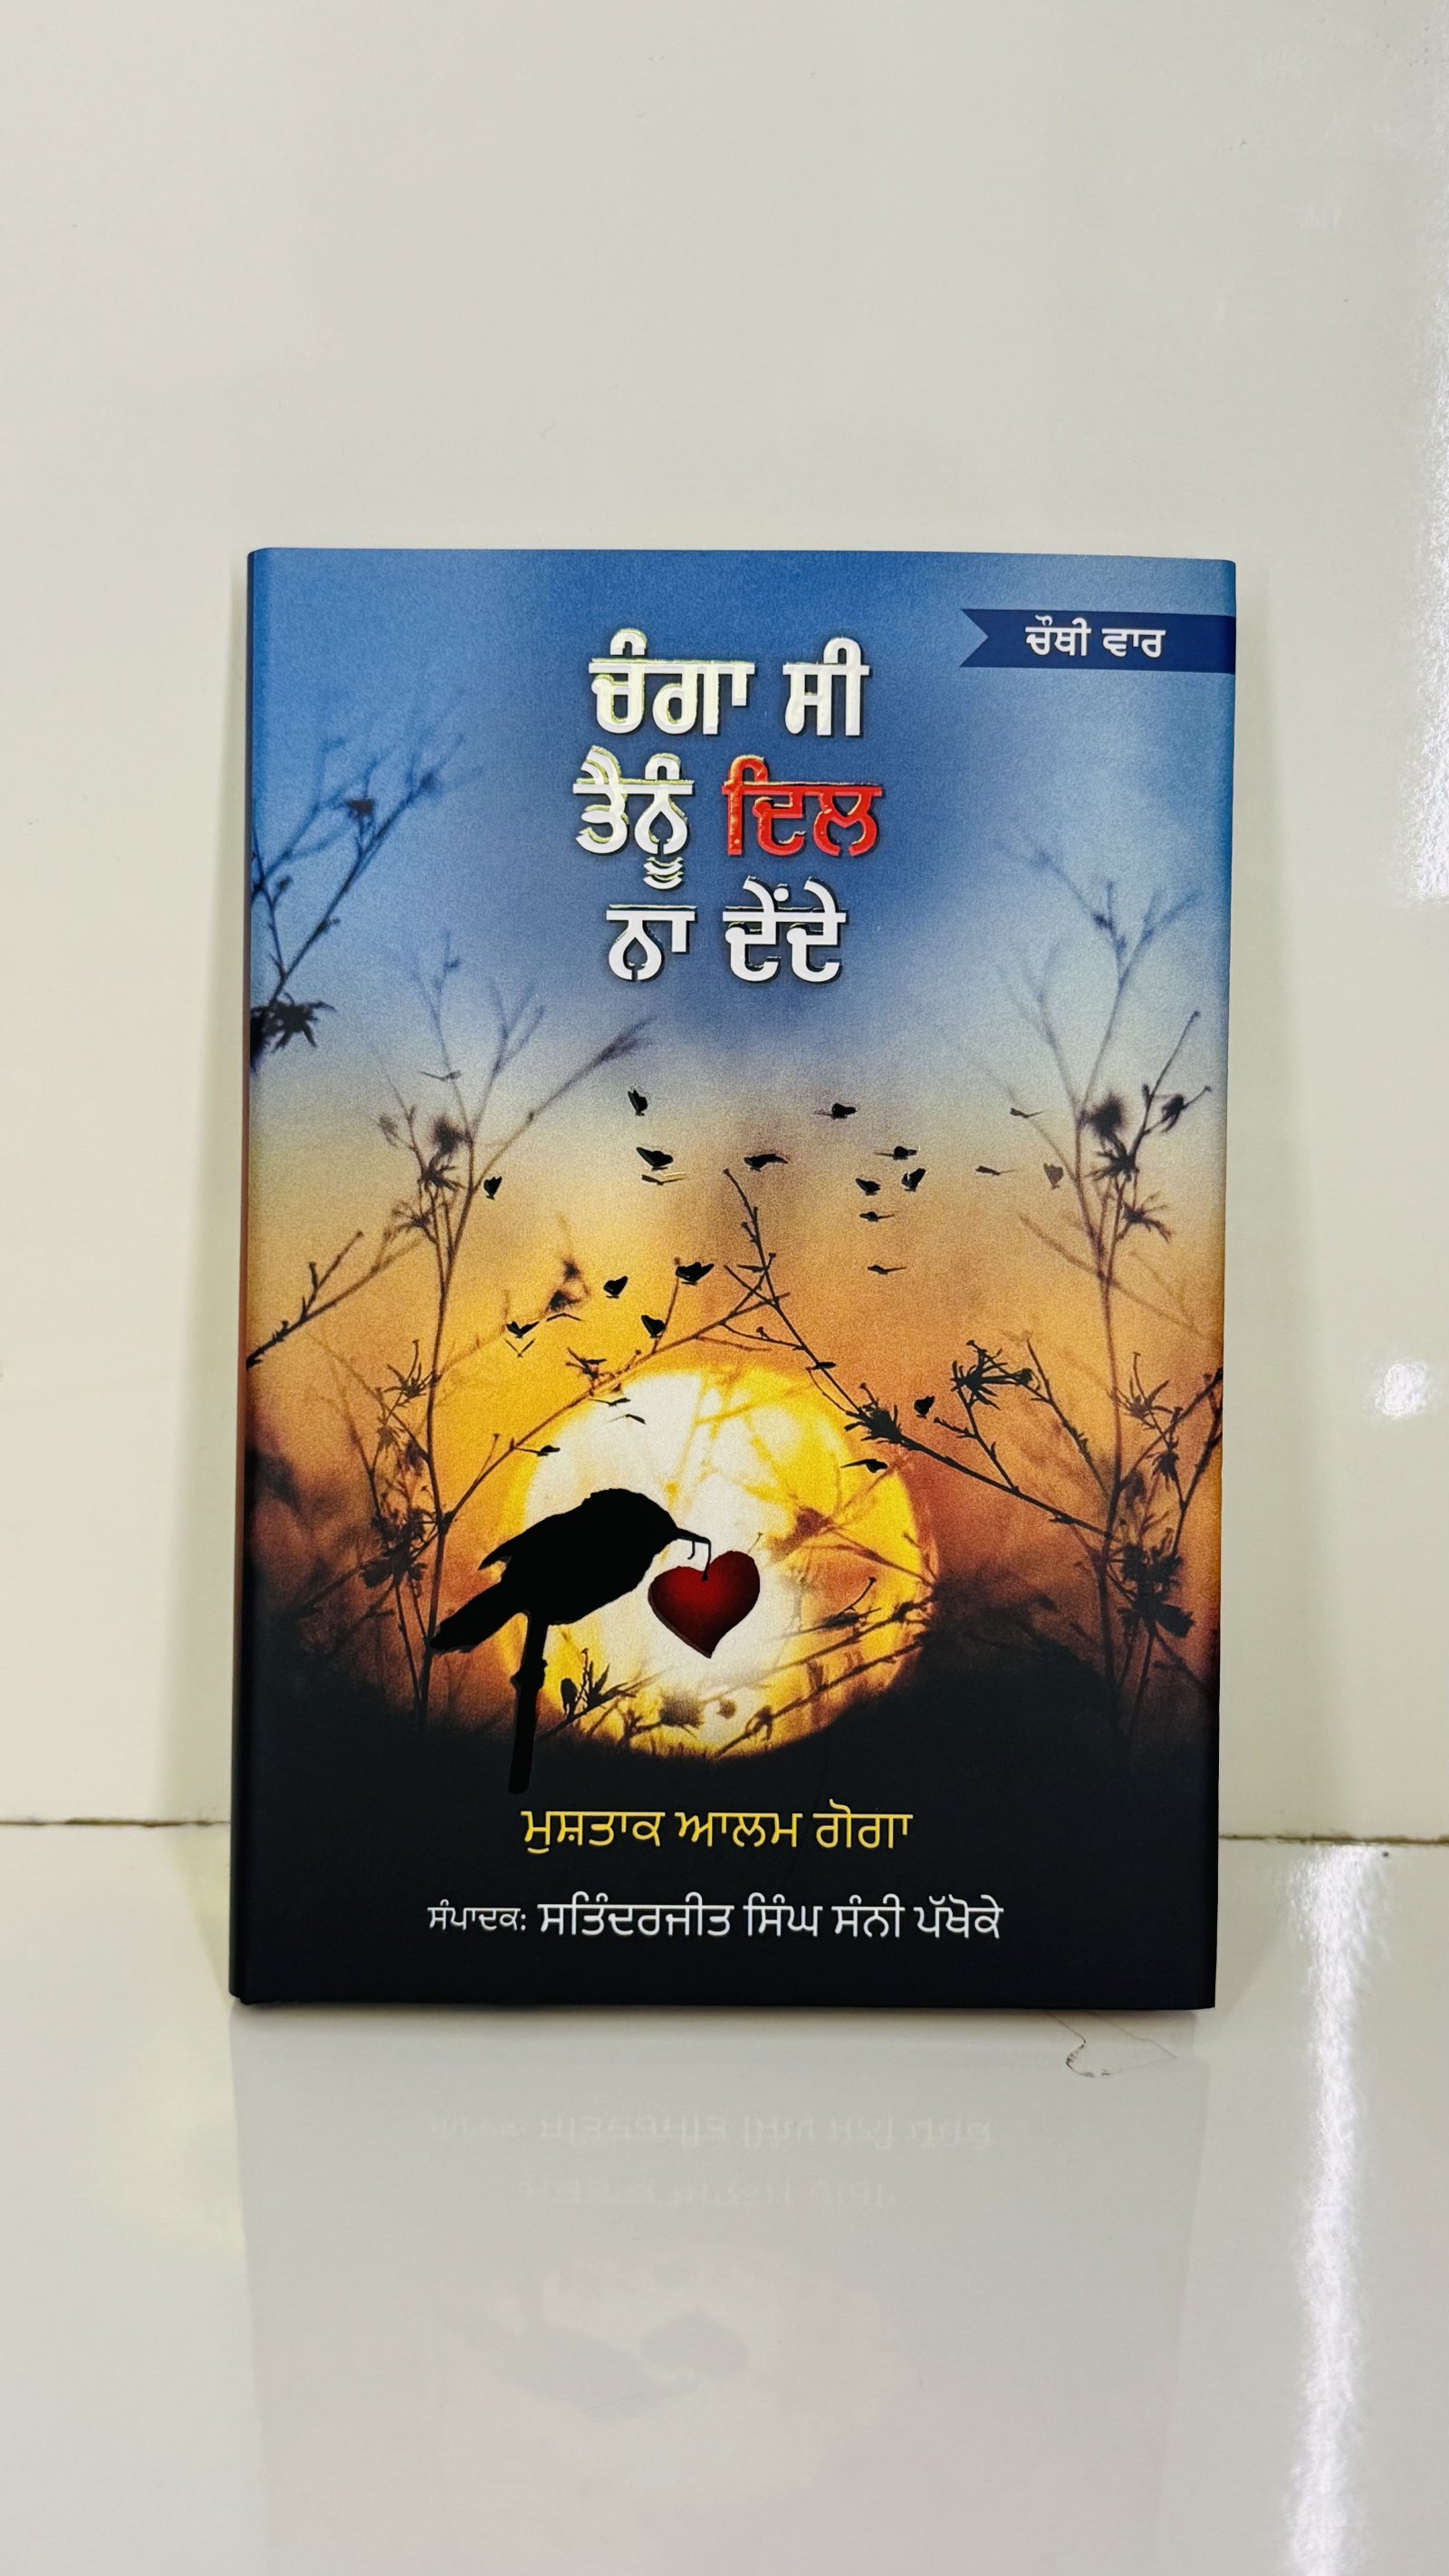 ਚੌਥੀ ਵਾਰ
ਚੰਗਾ ਸੀ
ਤੈਨੂੰ ਦਿਲ
ਨਾ ਦੇਂਦੇ
ਮੁਸ਼ਤਾਕ ਆਲਮ ਗੋਗਾ
ਸੰਪਾਦਕ: ਸਤਿੰਦਰਜੀਤ ਸਿੰਘ ਸੰਨੀ ਪੱਖੋਕੇ